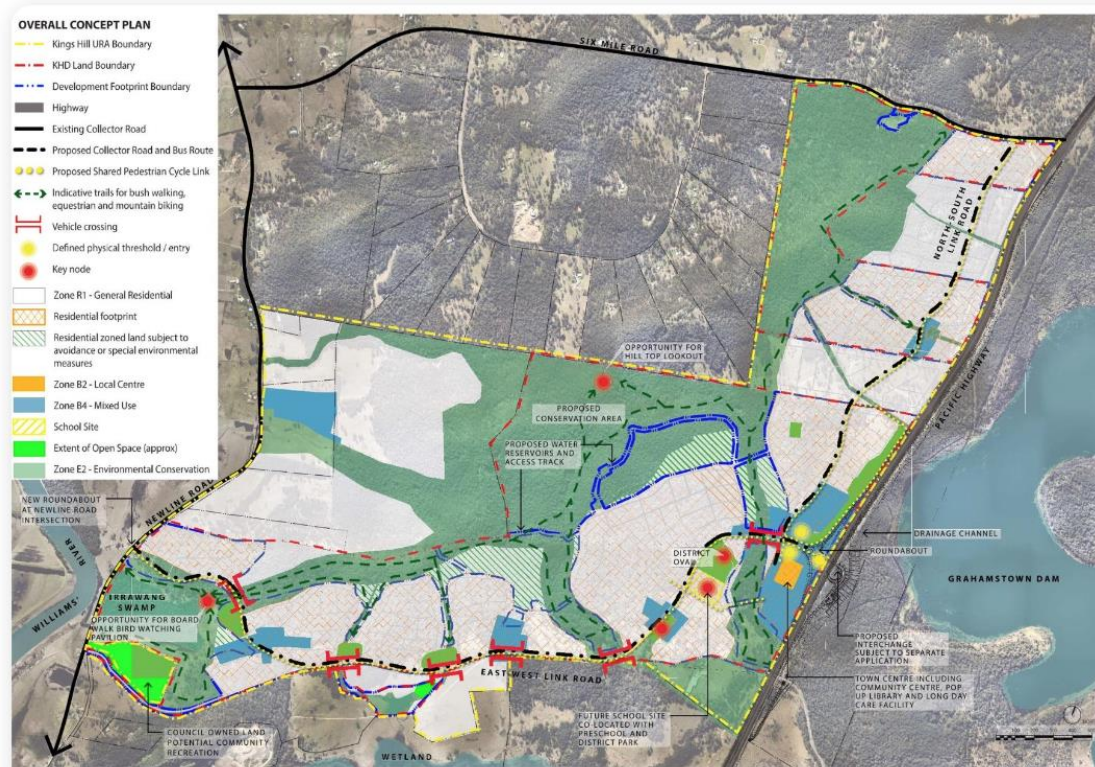 OVERALL CONCEPT PLAN
Kings Hill URA Boundary
KHD Land Boundary
Development Footprint Boundary
Highway
Existing Collector Road
Proposed Collector Road and Bus Route
Proposed Shared Pedestrian Cycle Link
Indicative trails for bush walking,
equestrian and mountain biking
Vehicle crossing
Defined physical threshold / entry
Key node
Zone R1 - General Residential
Residential footprint
Residential zoned land subject to
avoidance or special environmental
measures
Zone B2 - Local Centre
Zone B4 - Mixed Use
School Site
Extent of Open Space (approx)
Zone E2 - Environmental Conservation
SIX MILE ROAD
NORTH-SOUTH
LINK ROAD
PACIFIC HIGHWAY
OPPORTUNITY FOR
HILL TOP LOOKOUT
PROPOSED
CONSERVATION AREA
PROPOSED WATER
RESERVOIRS AND
ACCESS TRACK
NEWLINE ROAD
NEW ROUNDABOUT
AT NEWLINE ROAD
INTERSECTION
WILLIAMS'
RIVER
IRRAWANG
SWAMP
OPPORTUNITY FOR BOARD
WALK BIRD WATCHING
PAVILION
DISTRICT
OVAL
DRAINAGE CHANNEL
ROUNDABOUT
GRAHAMSTOWN DAM
PROPOSED
INTERCHANGE
SUBJECT TO SEPARATE
APPLICATION
TOWN CENTRE INCLUDING
COMMUNITY CENTRE, POP
UP LIBRARY AND LONG DAY
CARE FACILITY
EAST-WEST LINK ROAD
FUTURE SCHOOL SITE
CO-LOCATED WITH
PRESCHOOL AND
DISTRICT PARK
COUNCIL OWNED LAND
POTENTIAL COMMUNITY
RECREATION
WETLAND